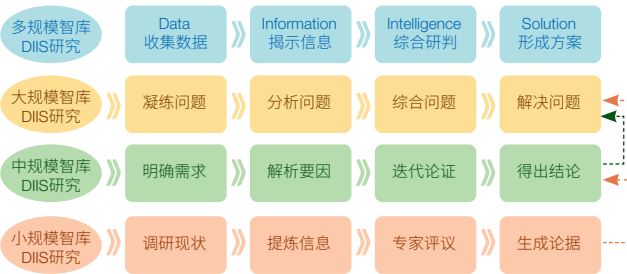 多规模智库
DIIS研究
Data
收集数据
Information
揭示信息
Intelligence
综合研判
Solution
形成方案
大规模智库
DIIS研究
凝练问题
分析问题
综合问题
解决问题
中规模智库
DIIS研究
明确需求
解析要因
迭代论证
得出结论
小规模智库
DIIS研究
调研现状
提炼信息
专家评议
生成论据